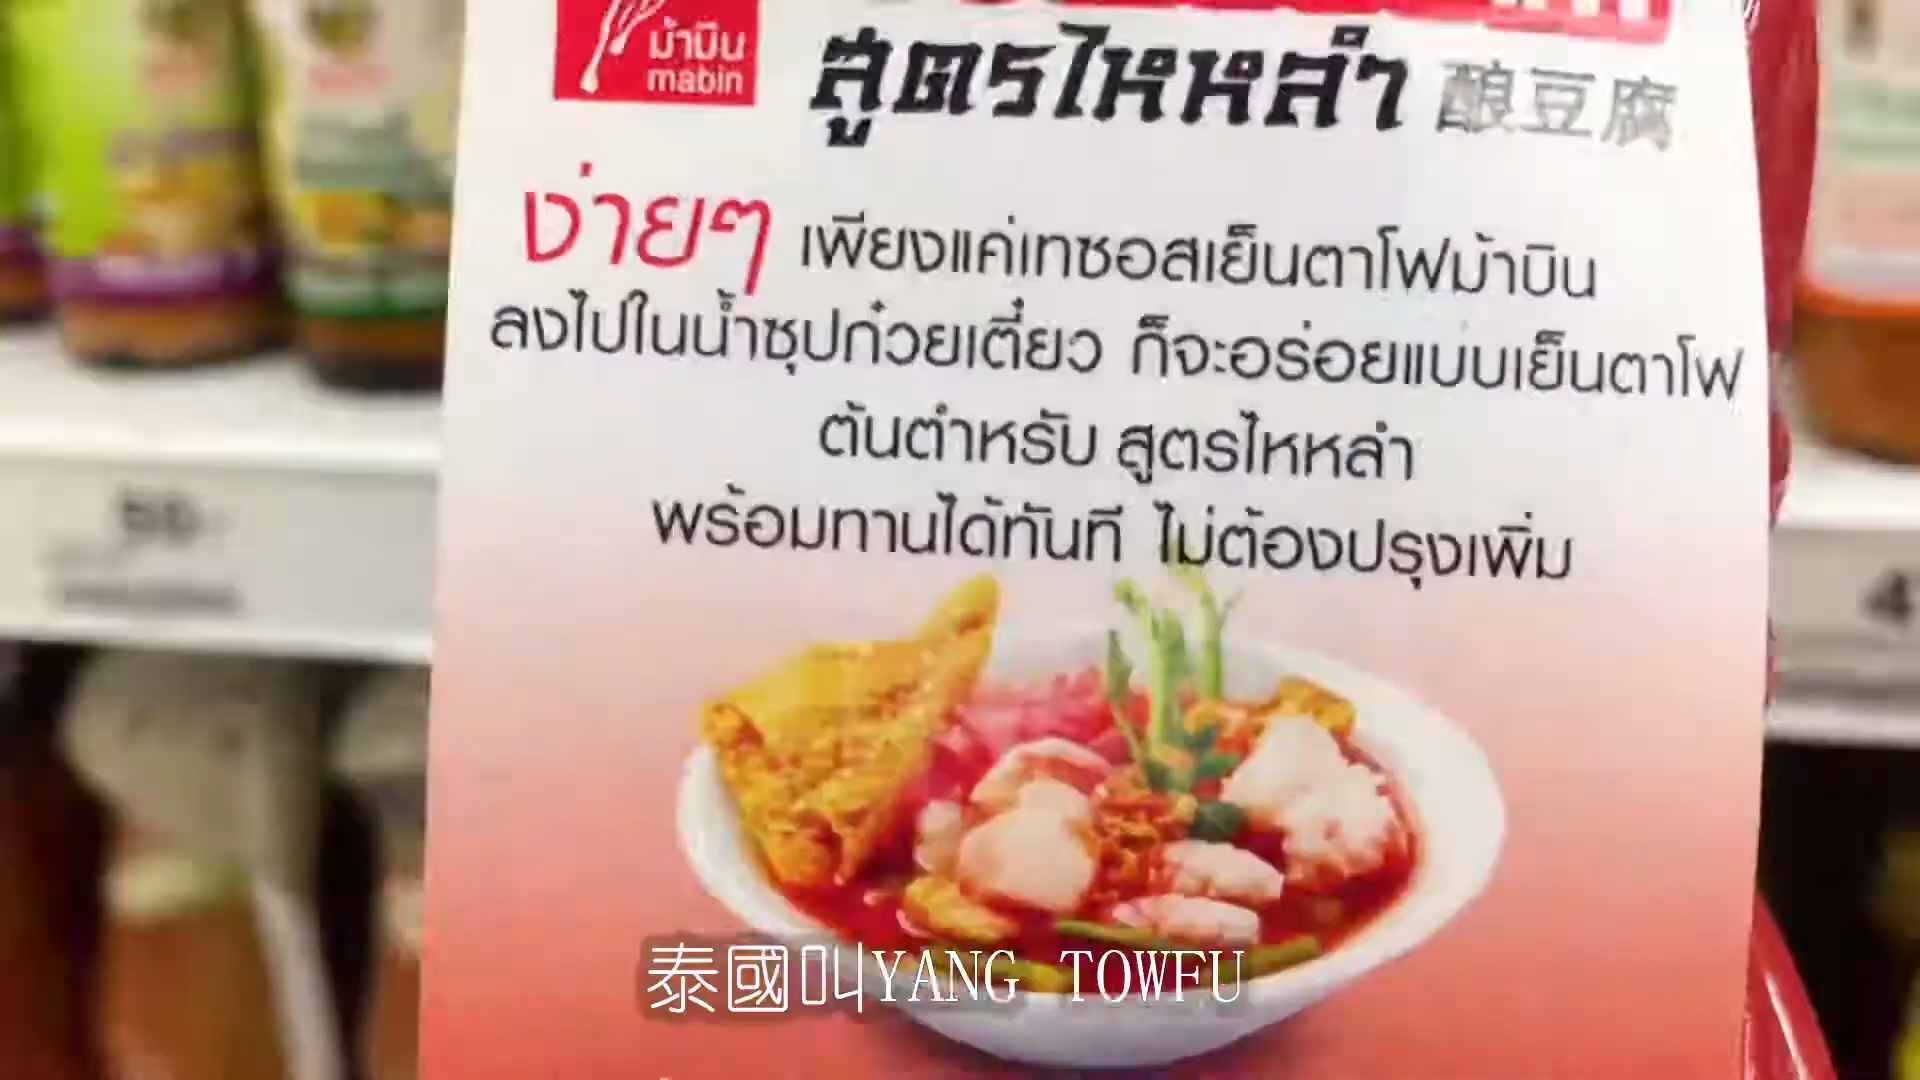 ม้าบิน
mabin
สูตรไหหลำ 酿豆腐
ง่ายๆ เพียงแค่เทซอสเย็นตาโฟม้าบิน
ลงไปในน้ำซุปก๋วยเตี๋ยว ก็จะอร่อยแบบเย็นตาโฟ
ต้นตำหรับ สูตรไหหลำ
พร้อมทานได้ทันที ไม่ต้องปรุงเพิ่ม
泰國叫YANG TOWFU